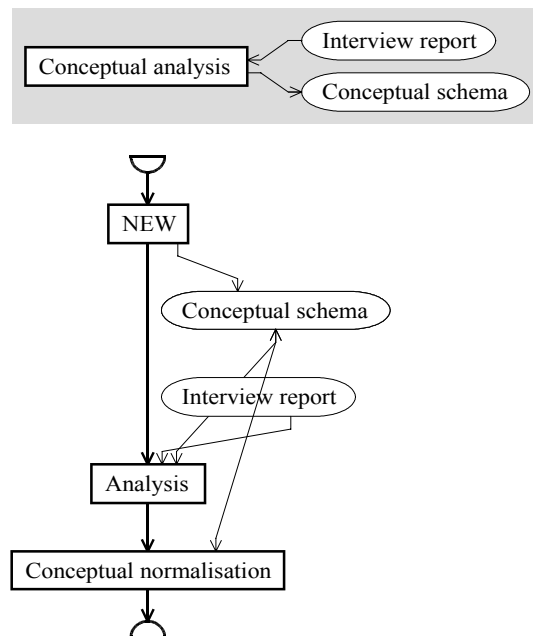 Interview report
Conceptual analysis
Conceptual schema
NEW
Conceptual schema
Interview report
Analysis
Conceptual normalisation